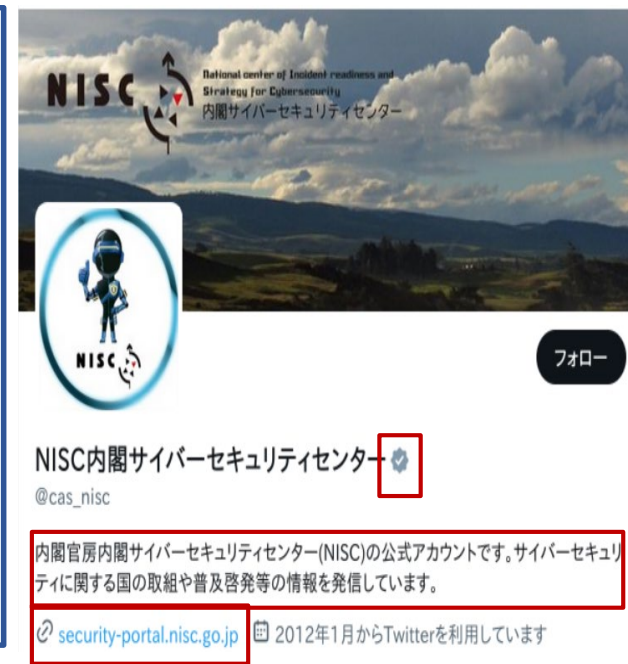 NISC
National center of Incident readiness and
Strategy for Cybersecurity
内閣サイバーセキュリティセンター
NISC
フォロー
NISC内閣サイバーセキュリティセンター
@cas_nisc
内閣官房内閣サイバーセキュリティセンター(NISC)の公式アカウントです。サイバーセキュリ
ティに関する国の取組や普及啓発等の情報を発信しています。
security-portal.nisc.go.jp 2012年1月からTwitterを利用しています